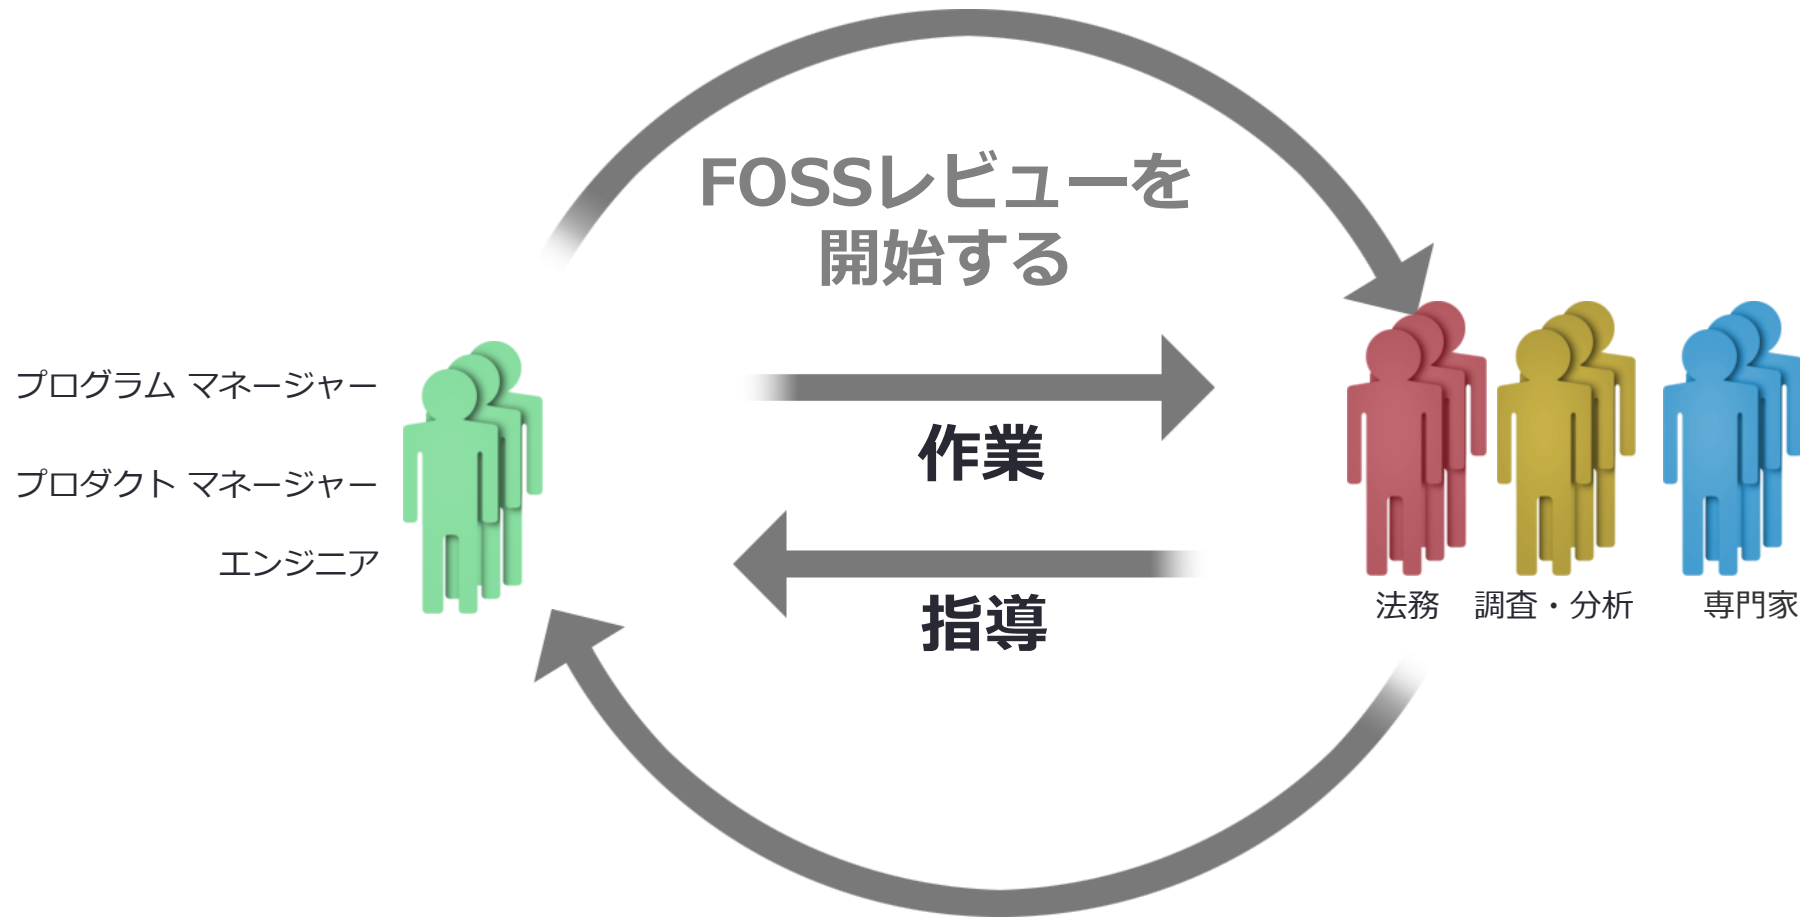 FOSSレビューを
開始する
プログラム マネージャー
プロダクト マネージャー
エンジニア
作業
指導
法務
調査・分析
専門家